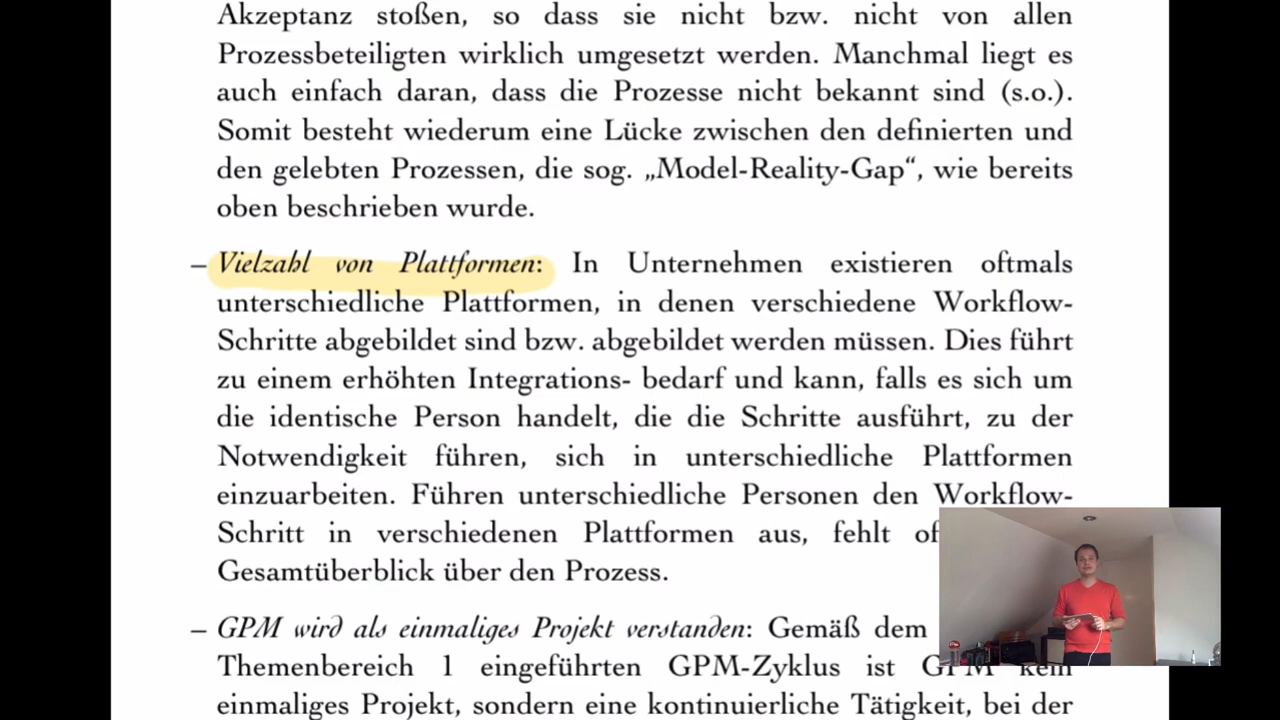 Akzeptanz stoßen, so dass sie nicht bzw. nicht von allen
Prozessbeteiligten wirklich umgesetzt werden. Manchmal liegt es
auch einfach daran, dass die Prozesse nicht bekannt sind (s.o.).
Somit besteht wiederum eine Lücke zwischen den definierten und
den gelebten Prozessen, die sog. „Model-Reality-Gap“, wie bereits
oben beschrieben wurde.
– Vielzahl von Plattformen: In Unternehmen existieren oftmals
unterschiedliche Plattformen, in denen verschiedene Workflow-
Schritte abgebildet sind bzw. abgebildet werden müssen. Dies führt
zu einem erhöhten Integrations- bedarf und kann, falls es sich um
die identische Person handelt, die die Schritte ausführt, zu der
Notwendigkeit führen, sich in unterschiedliche Plattformen
einzuarbeiten. Führen unterschiedliche Personen den Workflow-
Schritt in verschiedenen Plattformen aus, fehlt
Gesamtüberblick über den Prozess.
– GPM wird als einmaliges Projekt verstanden: Gemäß dem
Themenbereich 1 eingeführten GPM-Zyklus ist GPM kein
einmaliges Projekt, sondern eine kontinuierliche Tätigkeit, bei der